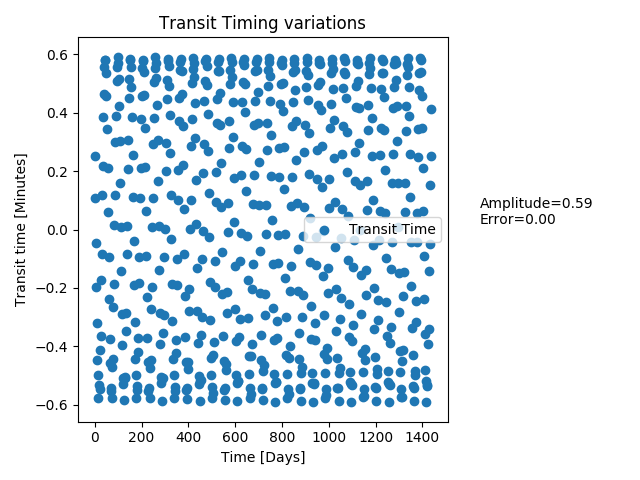 Transit Timing variations
Transit time [Minutes]
0.6
0.4
0.2
0.0
−0.2
−0.4
−0.6
Transit Time
Amplitude=0.59
Error=0.00
0 200 400 600 800 1000 1200 1400
Time [Days]